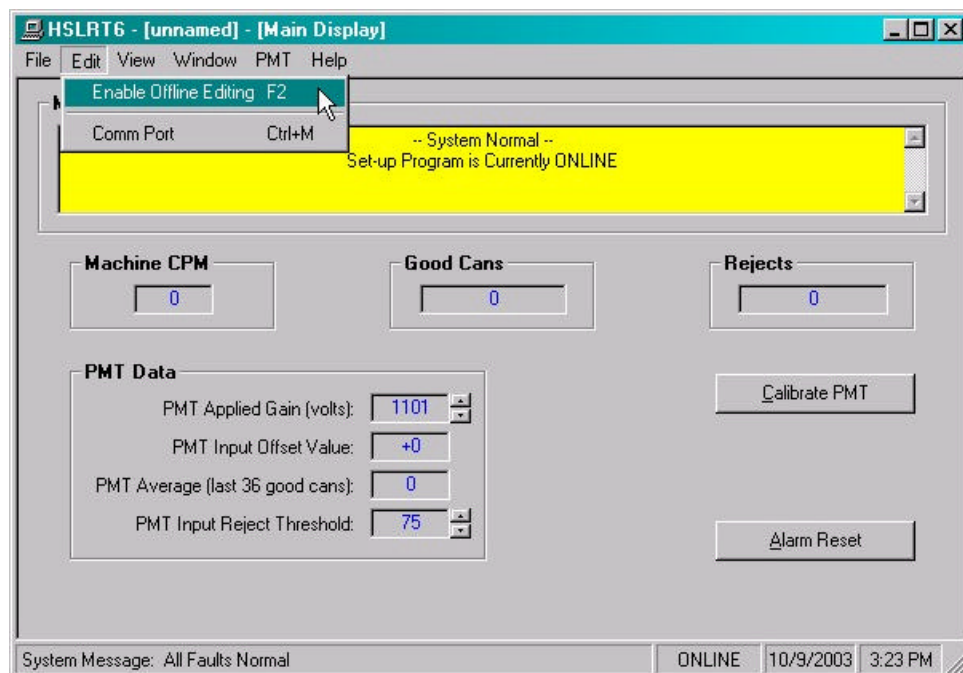 HSLRT6 - [unnamed] - [Main Display]
File Edit View Window PMT Help
Enable Offline Editing F2
Comm Port Ctrl+M
-- System Normal --
Set-up Program is Currently ONLINE
Machine CPM
0
Good Cans
0
Rejects
0
PMT Data
PMT Applied Gain (volts): 1101
PMT Input Offset Value: +0
PMT Average (last 36 good cans): 0
PMT Input Reject Threshold: 75
Calibrate PMT
Alarm Reset
System Message: All Faults Normal ONLINE 10/9/2003 3:23 PM